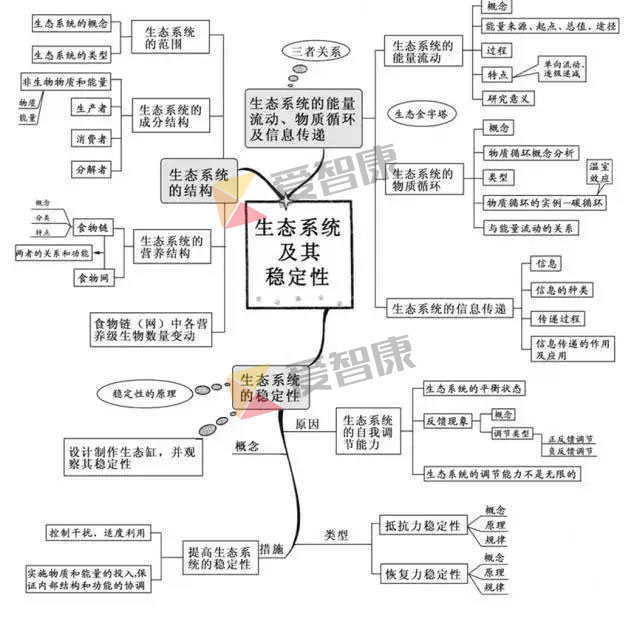 生态系统的概念
生态系统的类型
生态系统
的范围
非生物物质和能量
物质
能量
生产者
消费者
分解者
生态系统的
成分结构
生态系统
的结构
概念
分类
特点
食物链
两者的关系和功能
食物网
生态系统的
营养结构
食物链（网）中各营
养级生物数量变动
三者关系
生态系统的能量
流动、物质循环
及信息传递
生态系统
及其
稳定性
生态系统的
能量流动
概念
能量来源、起点、总值、途径
过程
特点
单向流动、
逐级递减
研究意义
生态金字塔
生态系统的
物质循环
概念
物质循环概念分析
类型
温室
效应
物质循环的实例—碳循环
与能量流动的关系
生态系统的信息传递
信息
信息的种类
传递过程
信息传递的作用
及应用
爱智康
爱智康
稳定性的原理
生态系统
的稳定性
设计制作生态缸，并观
察其稳定性
概念
原因
生态系统
的自我调
节能力
生态系统的平衡状态
反馈现象
概念
调节类型
正反馈调节
负反馈调节
生态系统的调节能力不是无限的
控制干扰，适度利用
实施物质和能量的投入,保
证内部结构和功能的协调
提高生态系
统的稳定性
措施
类型
抵抗力稳定性
概念
原理
规律
恢复力稳定性
概念
原理
规律